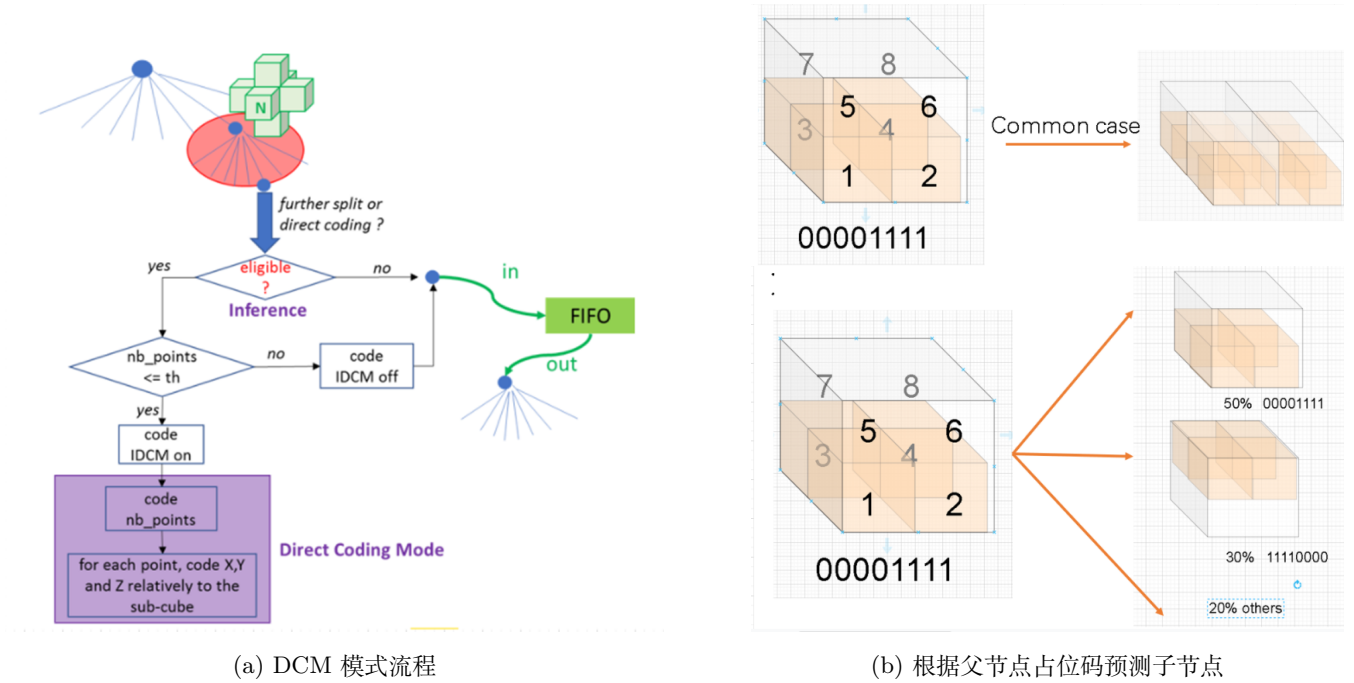 N
further split or
direct coding ?
yes
eligible
?
no
Inference
in
FIFO
out
nb_points
<= th
no
code
IDCM off
yes
code
IDCM on
code
nb_points
for each point, code X,Y
and Z relatively to the
sub-cube
Direct Coding Mode
(a) DCM 模式流程
7 8
5 6
3 4
1 2
00001111
Common case
:
7 8
5 6
3 4
1 2
00001111
50% 00001111
30% 11110000
20% others
(b) 根据父节点占位码预测子节点